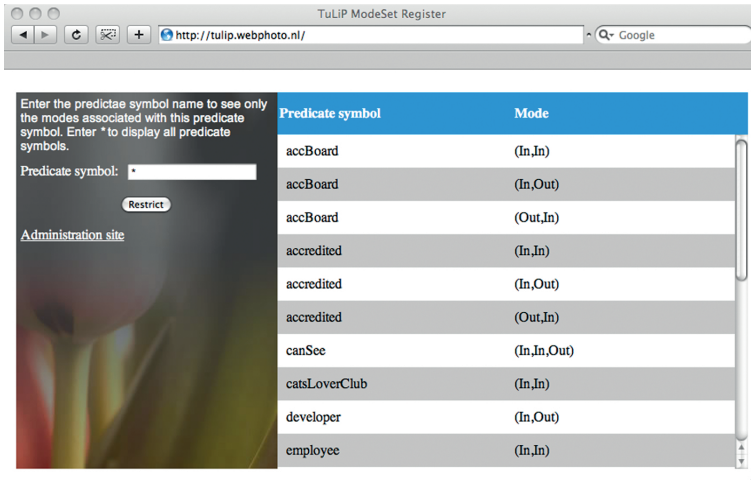 TuLiP ModeSet Register
http://tulip.webphoto.nl/
Google
Enter the predictae symbol name to see only
the modes associated with this predicate
symbol. Enter * to display all predicate
symbols.
Predicate symbol: *
Restrict
Administration site
Predicate symbol Mode
accBoard (In,In)
accBoard (In,Out)
accBoard (Out,In)
accredited (In,In)
accredited (In,Out)
accredited (Out,In)
canSee (In,In,Out)
catsLoverClub (In,In)
developer (In,Out)
employee (In,In)